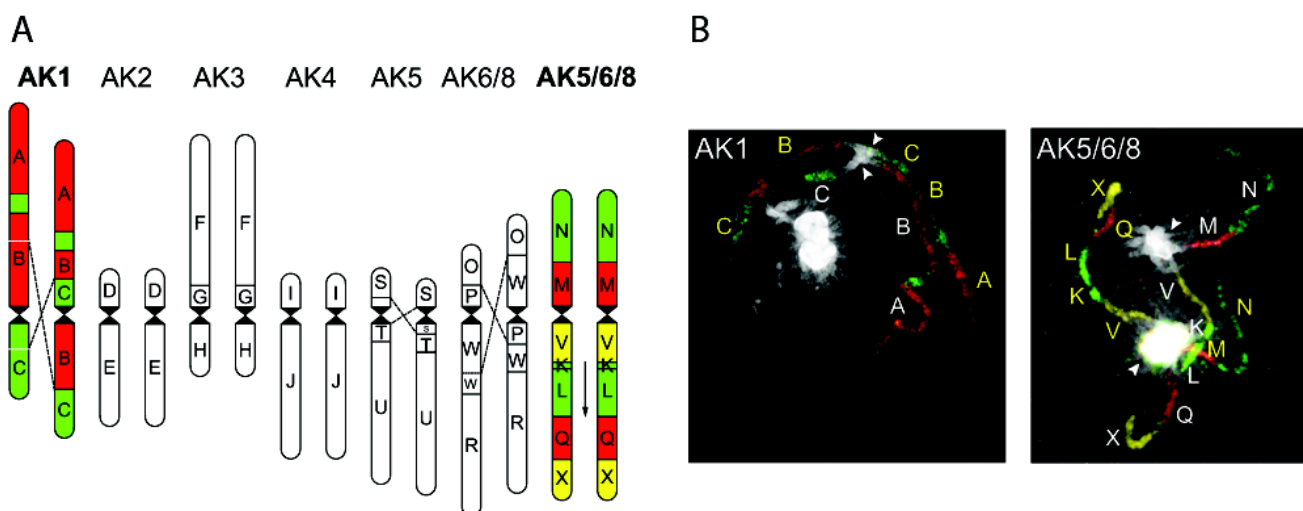 A
AK1 AK2 AK3 AK4 AK5 AK6/8 AK5/6/8
A B C
A B C B C
D E
D E
F G H
F G H
I J
I J
S T U
S s T U
O P W W R
O W P W R
N M V K L Q X
N M V K L Q X
B
AK1
B C B C C B A A
AK5/6/8
X Q M N L K V V K M N L Q X